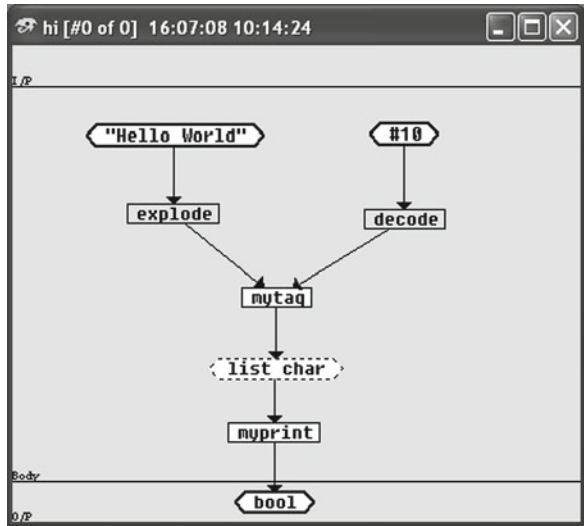 hi [#0 of 0] 16:07:08 10:14:24
I/P
"Hello World"
#10
explode
decode
mytaq
list char
myprint
Body
bool
O/P